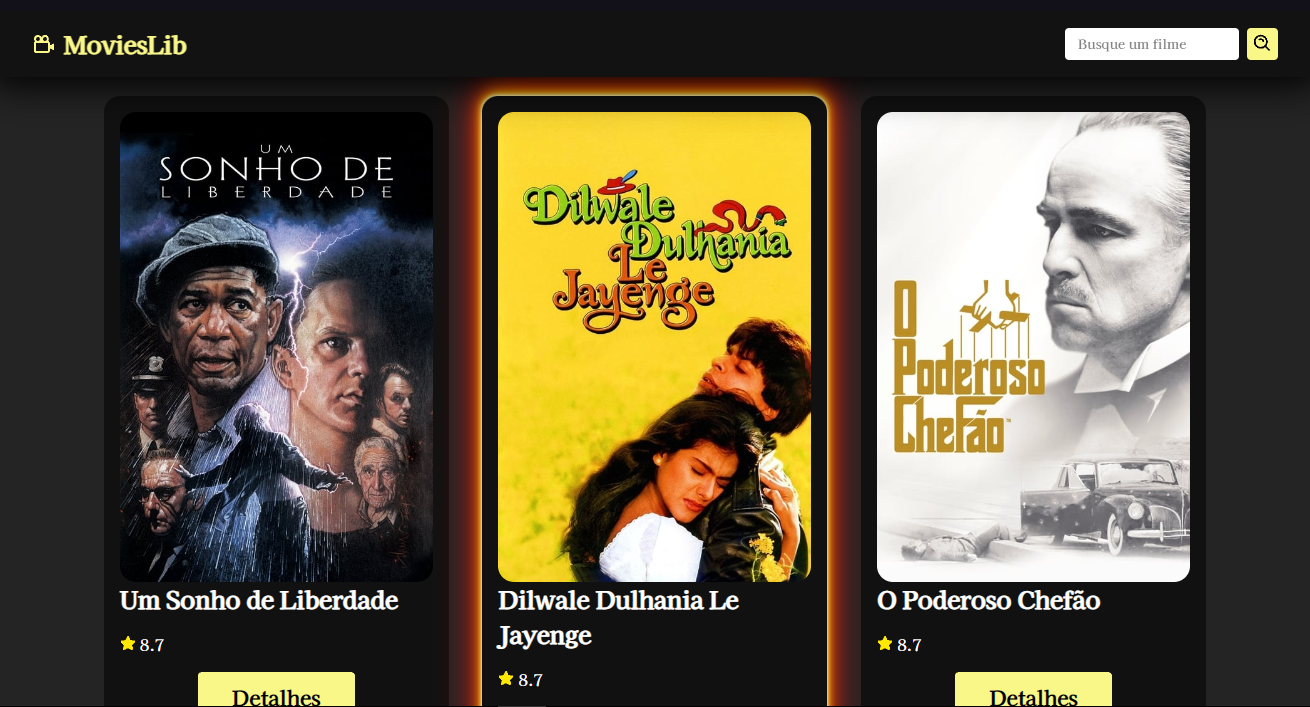 MoviesLib
Busque um filme
UM
SONHO DE
LIBERDADE
Dilwale
Dulhania
Le
Jayenge
O
Poderoso
Chefão
Um Sonho de Liberdade
8.7
Detalhes
Dilwale Dulhania Le
Jayenge
8.7
O Poderoso Chefão
8.7
Detalhes